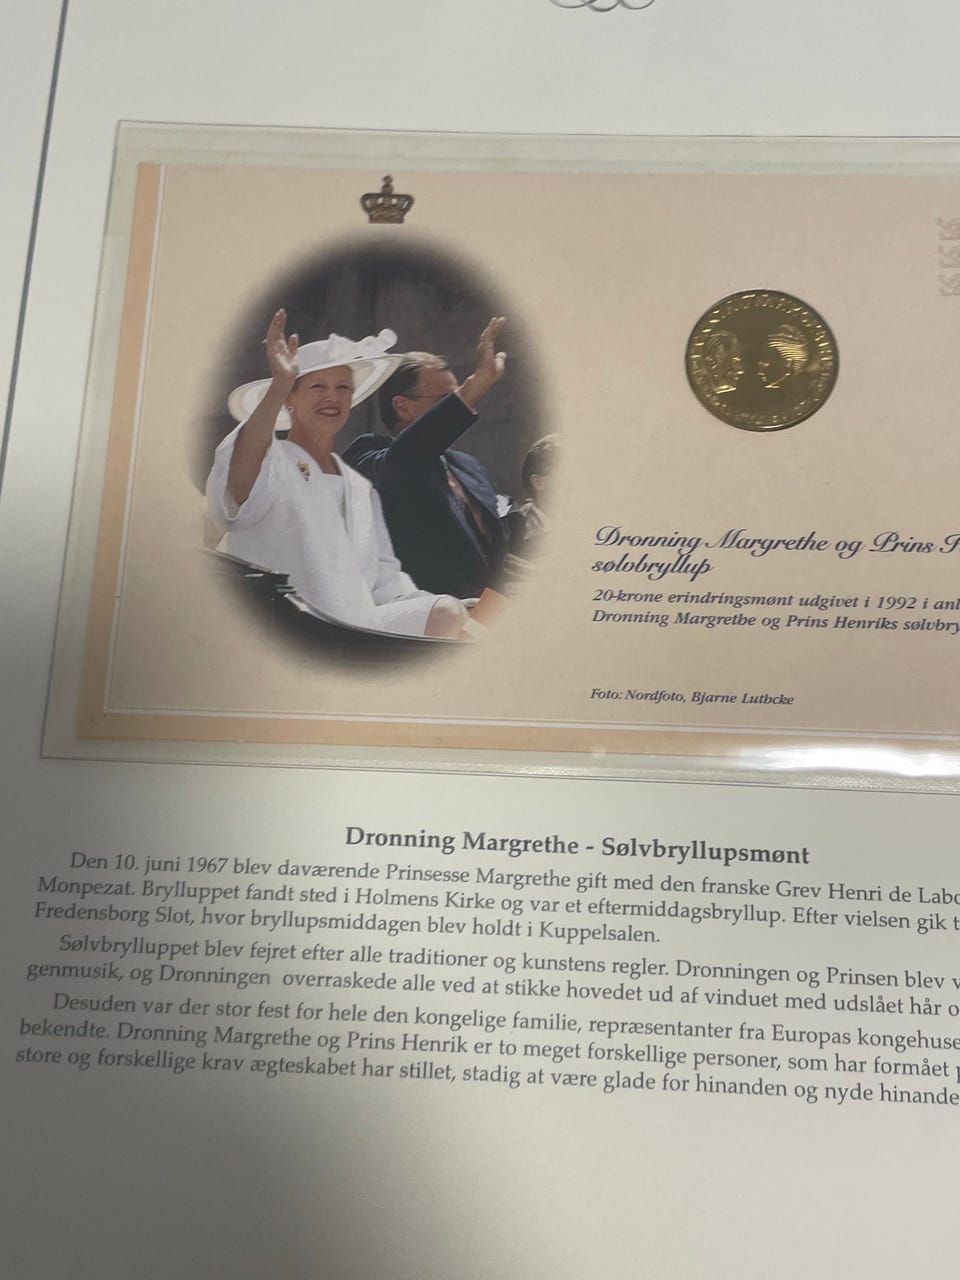 Dronning Margrethe og Prins
sølvbryllup
20-krone erindringsmønt udgivet i 1992 i anl
Dronning Margrethe og Prins Henriks sølvbry
Foto: Nordfoto, Bjarne Lütbcke
Dronning Margrethe - Sølvbryllupsmønt
Den 10. juni 1967 blev daværende Prinsesse Margrethe gift med den franske Grev Henri de Labo
Monpezat. Brylluppet fandt sted i Holmens Kirke og var et eftermiddagsbryllup. Efter vielsen gik t
Fredensborg Slot, hvor bryllupsmiddagen blev holdt i Kuppelsalen.
Sølvbrylluppet blev fejret efter alle traditioner og kunstens regler. Dronningen og Prinsen blev v
genmusik, og Dronningen overraskede alle ved at stikke hovedet ud af vinduet med udslået hår o
Desuden var der stor fest for hele den kongelige familie, repræsentanter fra Europas kongehuse
bekendte. Dronning Margrethe og Prins Henrik er to meget forskellige personer, som har formået p
store og forskellige krav ægteskabet har stillet, stadig at være glade for hinanden og nyde hinande